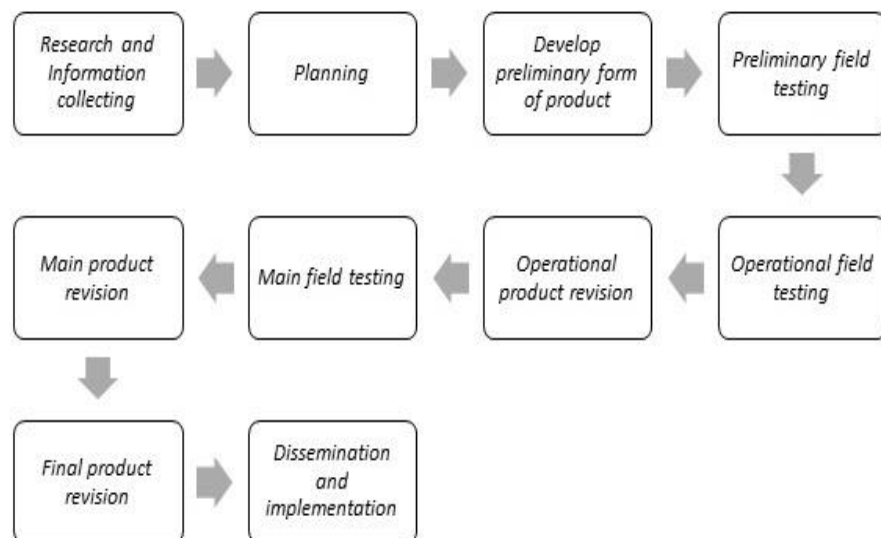 Research and
Information
collecting
Planning
Develop
preliminary form
of product
Preliminary field
testing
Operational field
testing
Operational
product revision
Main field testing
Main product
revision
Final product
revision
Dissemination
and
implementation